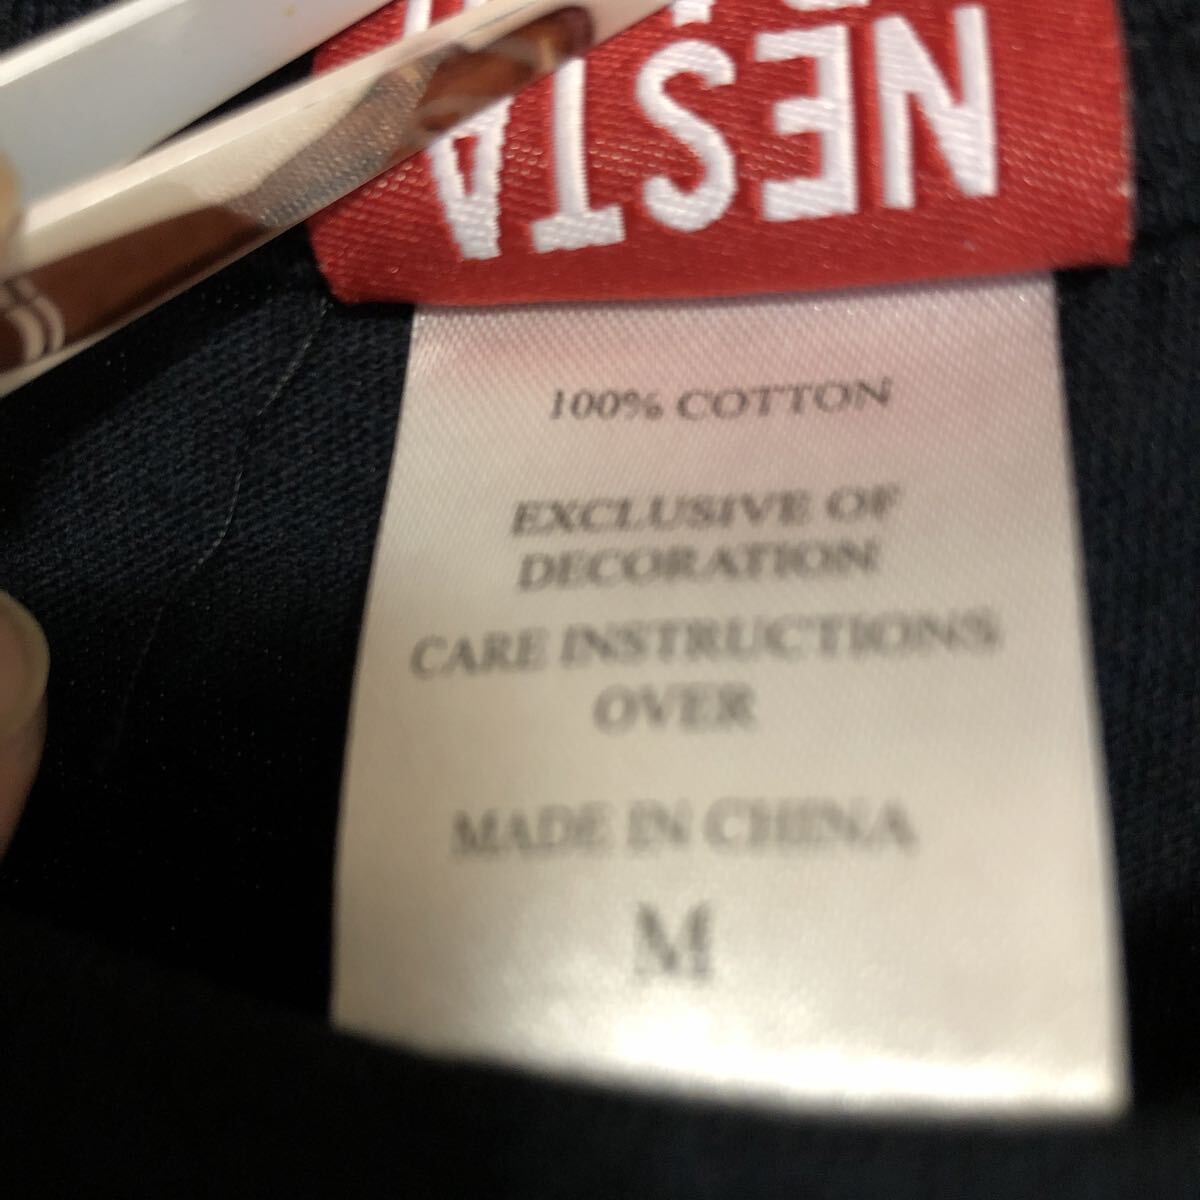 NESTA
100% COTTON
EXCLUSIVE OF
DECORATION
CARE INSTRUCTIONS
OVER
MADE IN CHINA
M